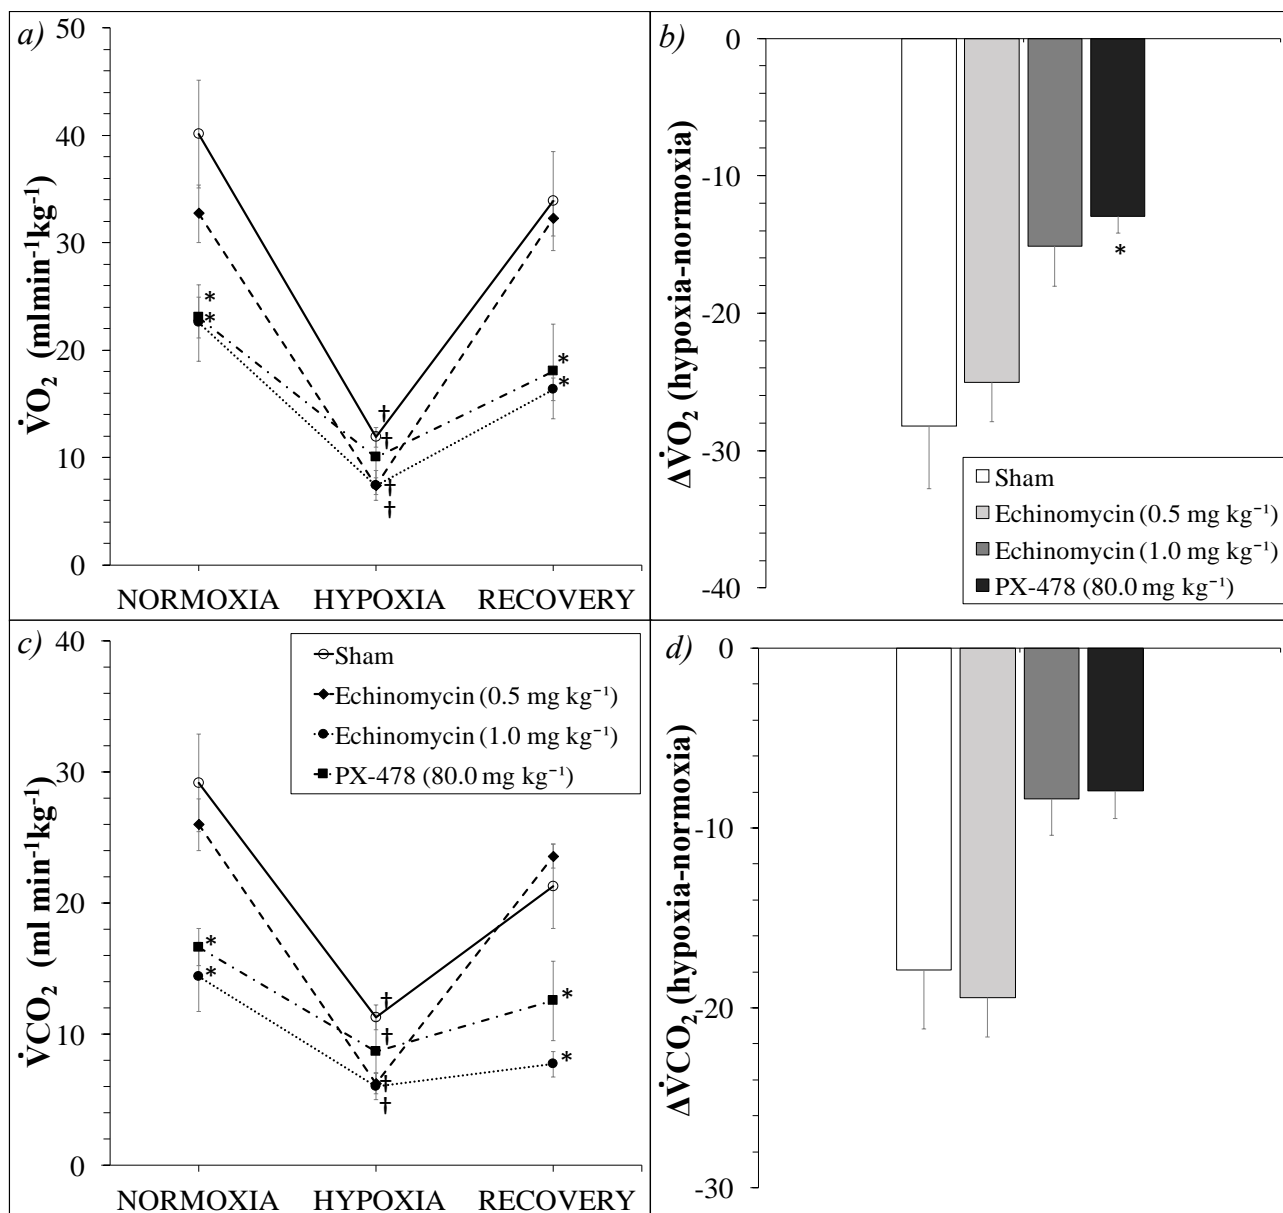 a)
50
40
30
20
10
0
V̇O₂ (mlmin⁻¹kg⁻¹)
*
*
†
†
†
†
*
*
NORMOXIA HYPOXIA RECOVERY
b)
0
-10
-20
-30
-40
ΔV̇O₂ (hypoxia-normoxia)
*
Sham
Echinomycin (0.5 mg kg⁻¹)
Echinomycin (1.0 mg kg⁻¹)
PX-478 (80.0 mg kg⁻¹)
c)
40
30
20
10
0
V̇CO₂ (ml min⁻¹kg⁻¹)
Sham
Echinomycin (0.5 mg kg⁻¹)
Echinomycin (1.0 mg kg⁻¹)
PX-478 (80.0 mg kg⁻¹)
*
*
†
†
†
†
*
*
NORMOXIA HYPOXIA RECOVERY
d)
0
-10
-20
-30
ΔV̇CO₂ (hypoxia-normoxia)